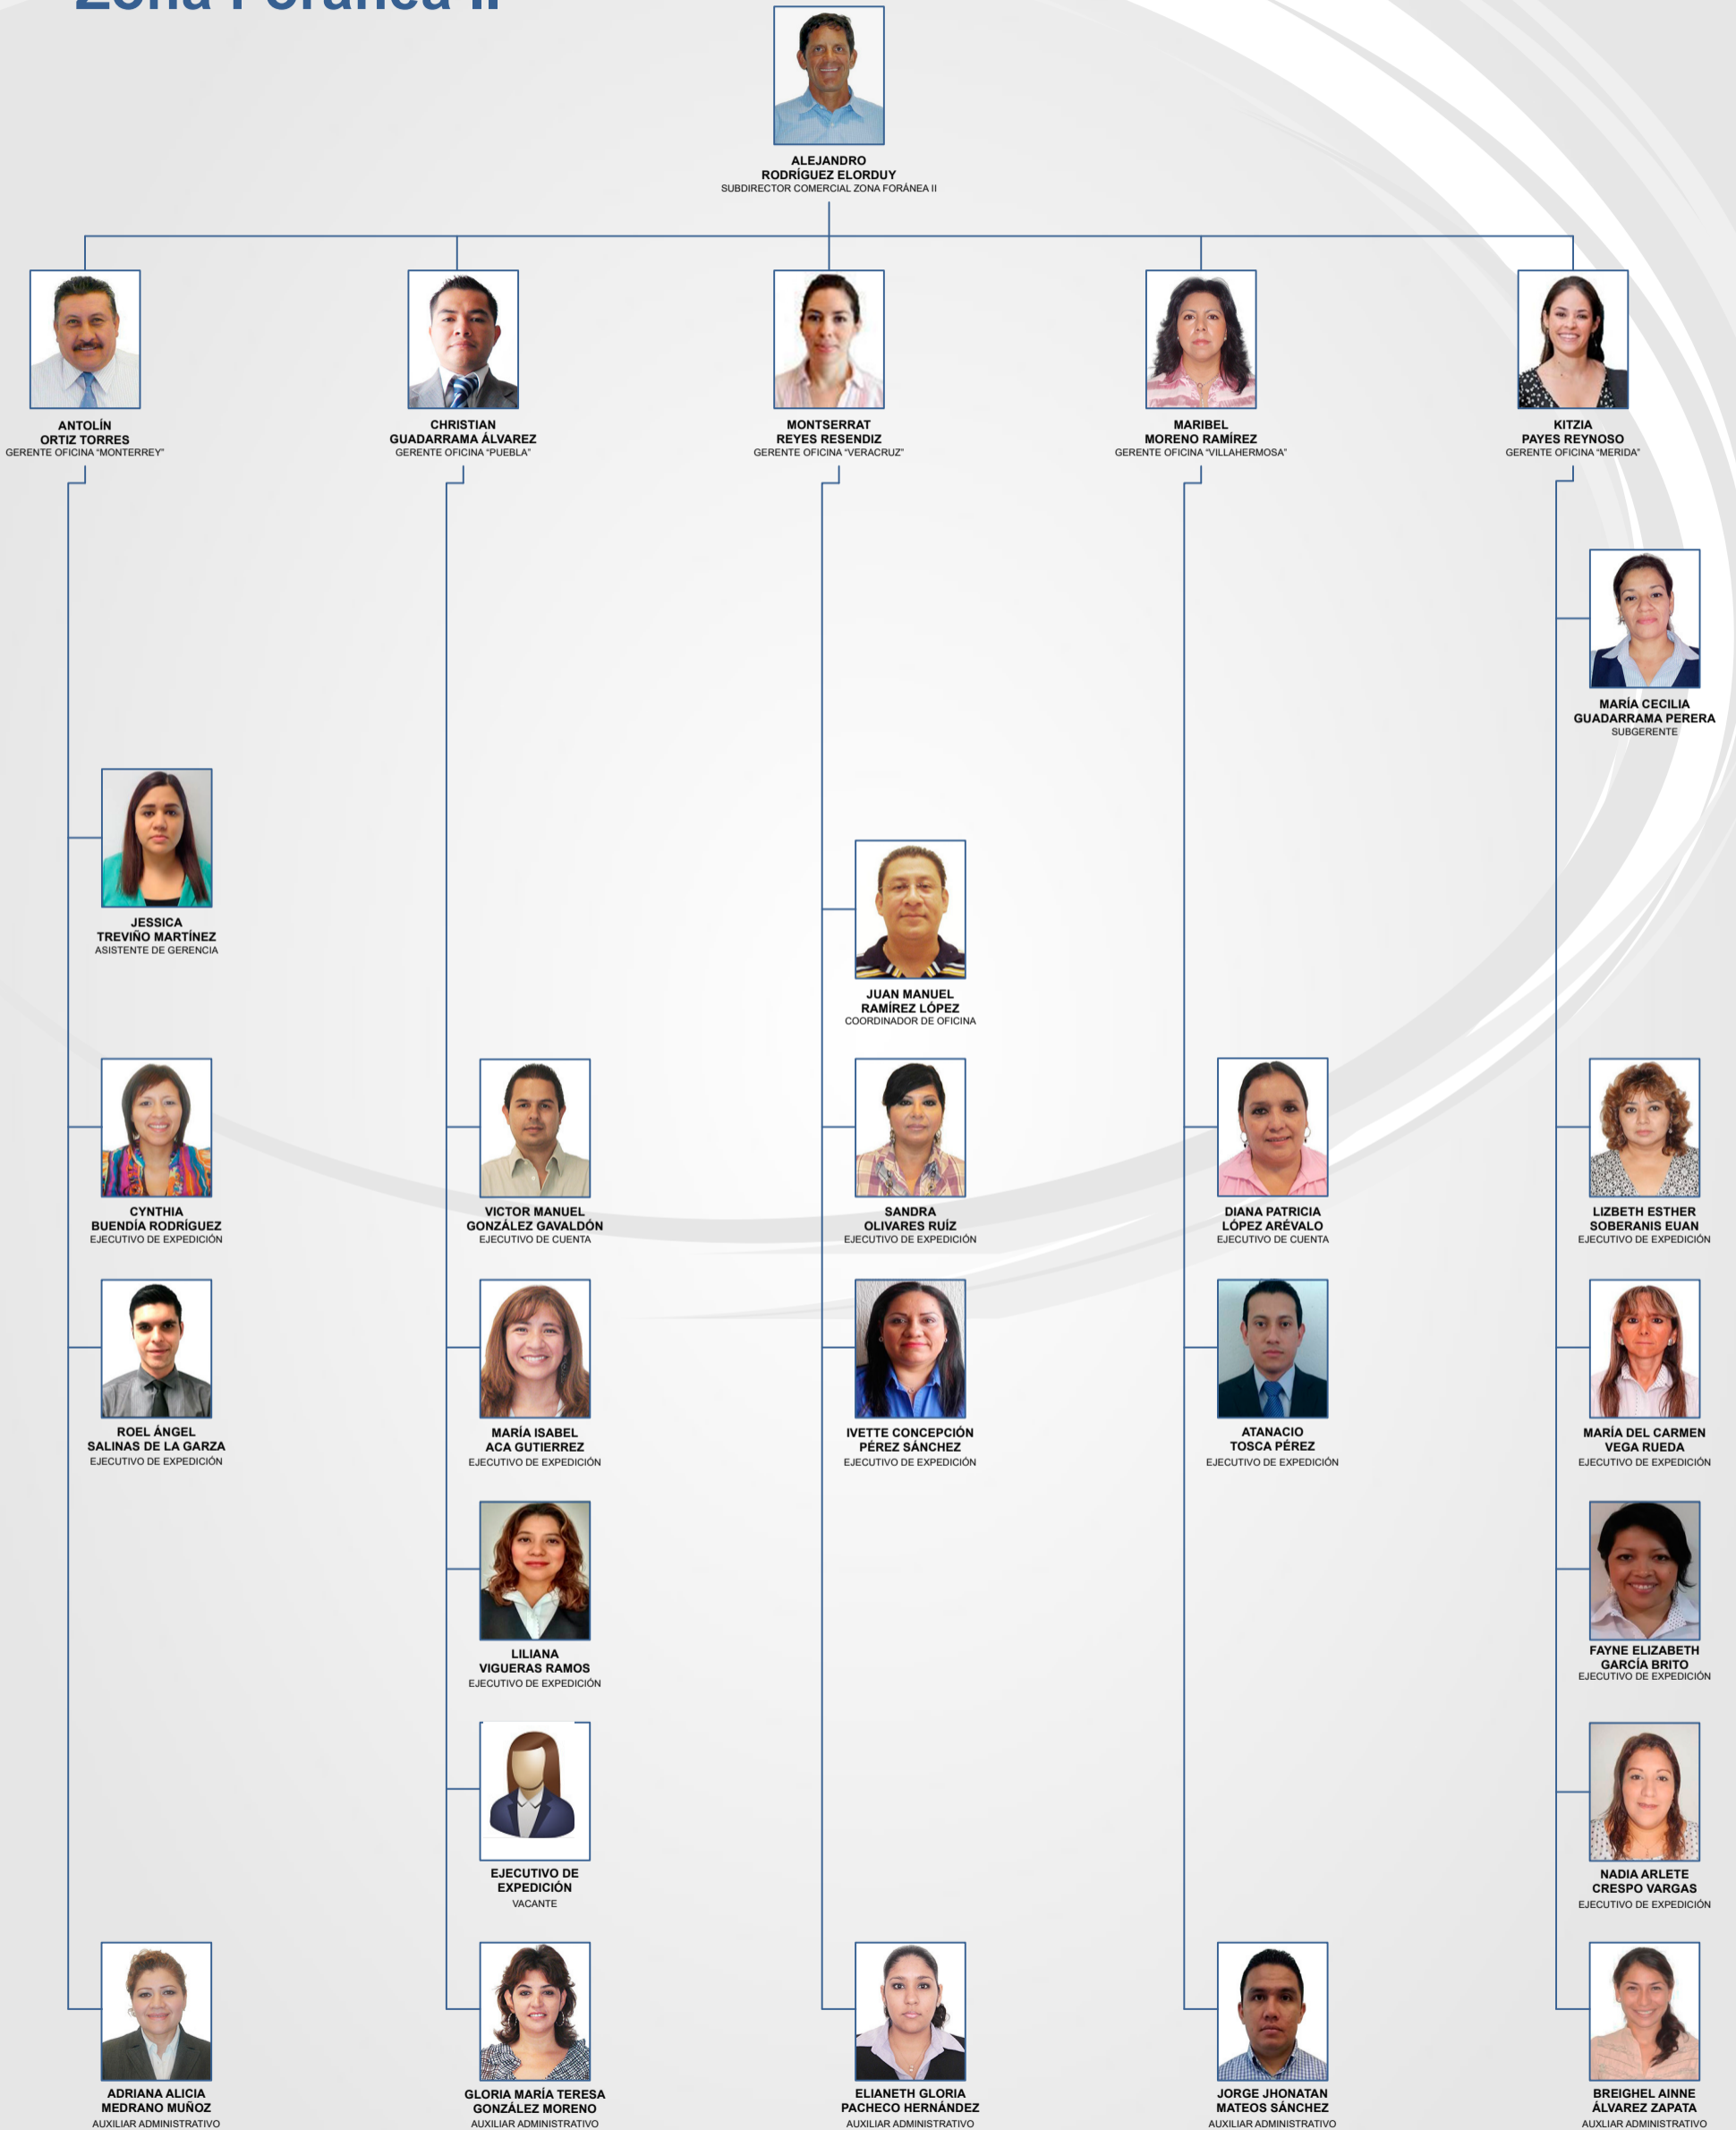 Zona Foránea II
ALEJANDRO
RODRÍGUEZ ELORDUY
SUBDIRECTOR COMERCIAL ZONA FORÁNEA II
ANTOLÍN
ORTIZ TORRES
GERENTE OFICINA “MONTERREY”
CHRISTIAN
GUADARRAMA ÁLVAREZ
GERENTE OFICINA “PUEBLA”
MONTSERRAT
REYES RESENDIZ
GERENTE OFICINA “VERACRUZ”
MARIBEL
MORENO RAMÍREZ
GERENTE OFICINA “VILLAHERMOSA”
KITZIA
PAYES REYNOSO
GERENTE OFICINA “MERIDA”
MARÍA CECILIA
GUADARRAMA PERERA
SUBGERENTE
JESSICA
TREVIÑO MARTÍNEZ
ASISTENTE DE GERENCIA
JUAN MANUEL
RAMÍREZ LÓPEZ
COORDINADOR DE OFICINA
CYNTHIA
BUENDÍA RODRÍGUEZ
EJECUTIVO DE EXPEDICIÓN
VICTOR MANUEL
GONZÁLEZ GAVALDÓN
EJECUTIVO DE CUENTA
SANDRA
OLIVARES RUÍZ
EJECUTIVO DE EXPEDICIÓN
DIANA PATRICIA
LÓPEZ ARÉVALO
EJECUTIVO DE CUENTA
LIZBETH ESTHER
SOBERANIS EUAN
EJECUTIVO DE EXPEDICIÓN
ROEL ÁNGEL
SALINAS DE LA GARZA
EJECUTIVO DE EXPEDICIÓN
MARÍA ISABEL
ACA GUTIERREZ
EJECUTIVO DE EXPEDICIÓN
IVETTE CONCEPCIÓN
PÉREZ SÁNCHEZ
EJECUTIVO DE EXPEDICIÓN
ATANACIO
TOSCA PÉREZ
EJECUTIVO DE EXPEDICIÓN
MARÍA DEL CARMEN
VEGA RUEDA
EJECUTIVO DE EXPEDICIÓN
LILIANA
VIGUERAS RAMOS
EJECUTIVO DE EXPEDICIÓN
FAYNE ELIZABETH
GARCÍA BRITO
EJECUTIVO DE EXPEDICIÓN
EJECUTIVO DE
EXPEDICIÓN
VACANTE
NADIA ARLETE
CRESPO VARGAS
EJECUTIVO DE EXPEDICIÓN
ADRIANA ALICIA
MEDRANO MUÑOZ
AUXILIAR ADMINISTRATIVO
GLORIA MARÍA TERESA
GONZÁLEZ MORENO
AUXILIAR ADMINISTRATIVO
ELIANETH GLORIA
PACHECO HERNÁNDEZ
AUXILIAR ADMINISTRATIVO
JORGE JHONATAN
MATEOS SÁNCHEZ
AUXILIAR ADMINISTRATIVO
BREIGHEL AINNE
ÁLVAREZ ZAPATA
AUXLIAR ADMINISTRATIVO